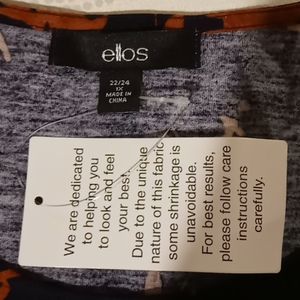 ellos
22/24
1X
MADE IN
CHINA
We are dedicated
to helping you
to look and feel
your best.
Due to the unique
nature of this fabric
some shrinkage is
unavoidable.
For best results,
please follow care
instructions
carefully.